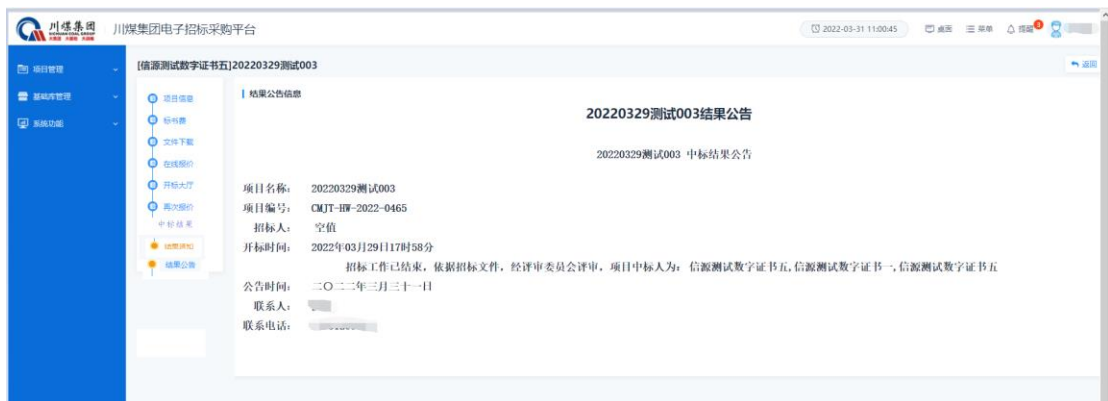 川煤集团
SICHUAN COAL GROUP
川煤集团电子招标采购平台
2022-03-31 11:00:45
桌面
菜单
提醒
3
项目管理
基础库管理
系统功能
[信源测试数字证书五]20220329测试003
返回
项目信息
标书费
文件下载
在线报价
开标大厅
再次报价
中标结果
结果通知
结果公告
结果公告信息
20220329测试003结果公告
20220329测试003 中标结果公告
项目名称： 20220329测试003
项目编号： CMJT-HW-2022-0465
招标人： 空值
开标时间： 2022年03月29日17时58分
招标工作已结束，依据招标文件，经评审委员会评审，项目中标人为： 信源测试数字证书五,信源测试数字证书一,信源测试数字证书五
公告时间： 二〇二二年三月三十一日
联系人：
联系电话：